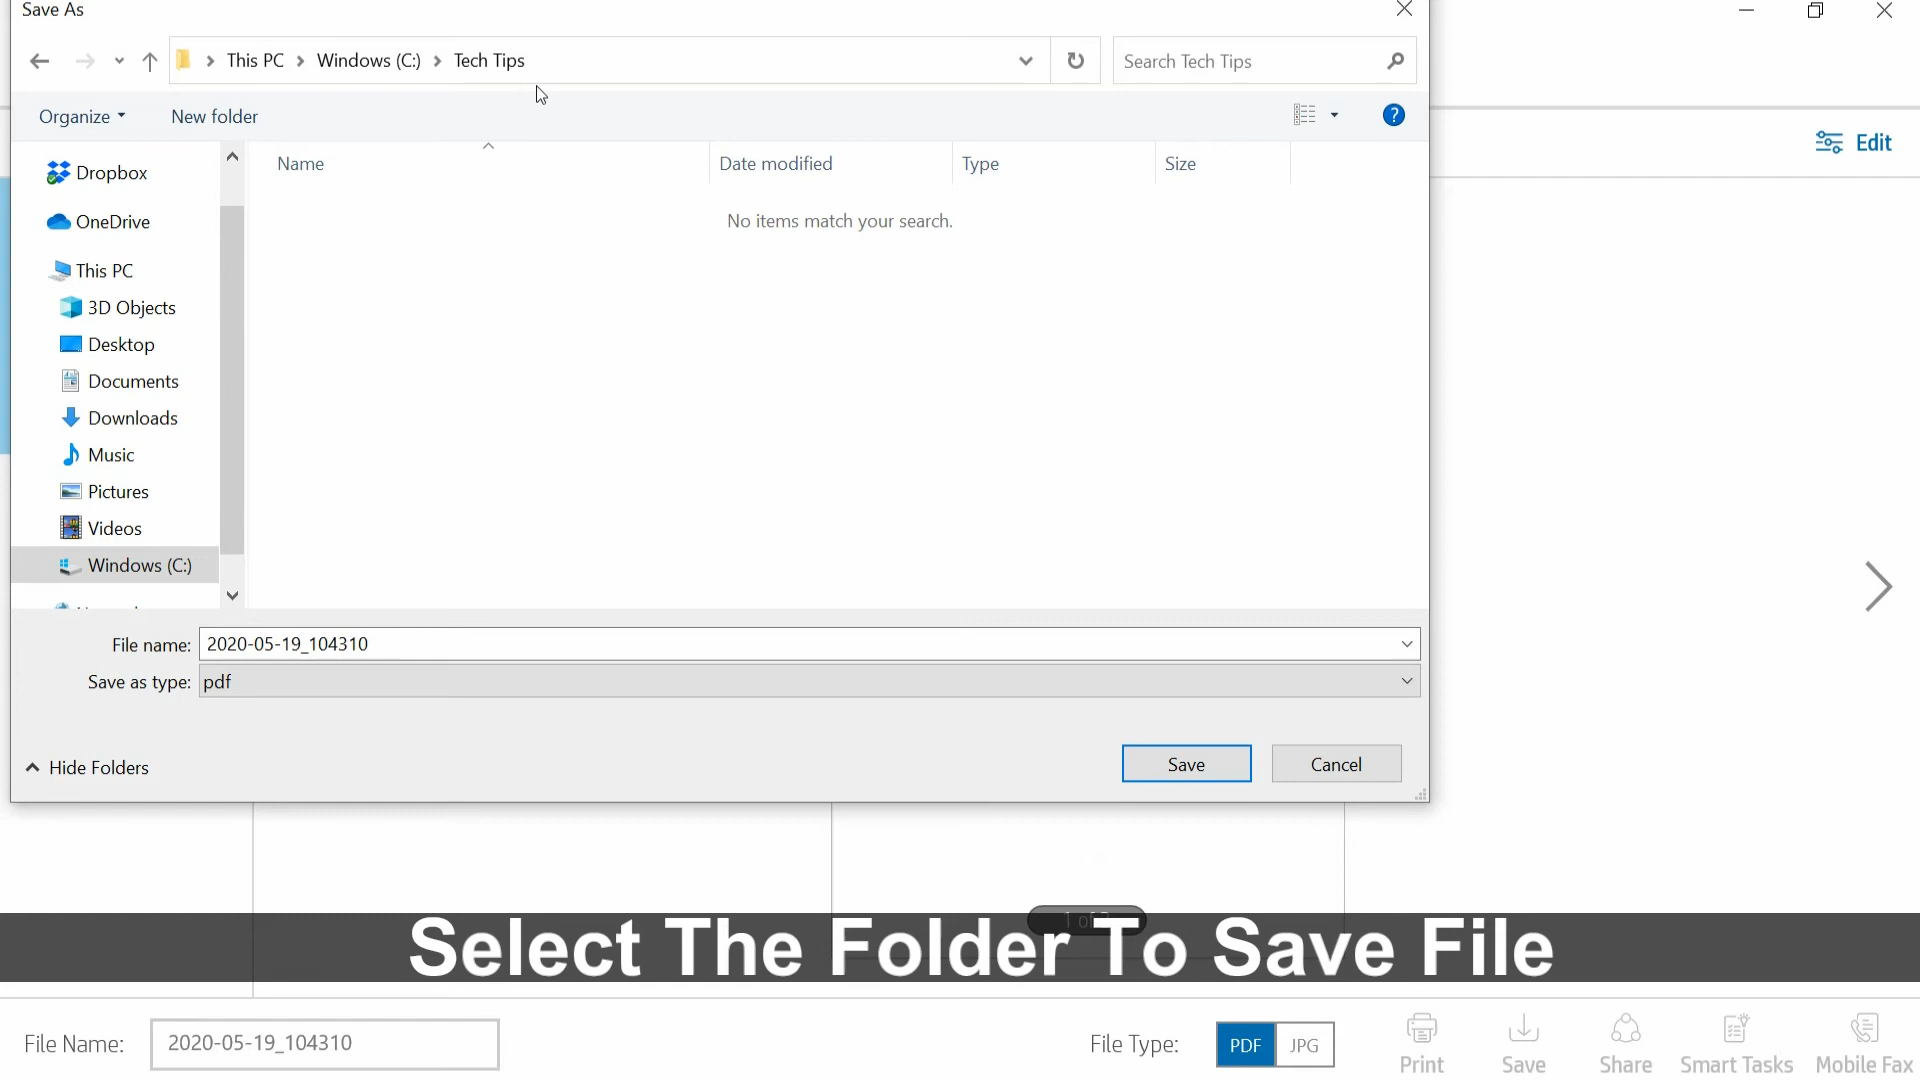 Save As
This PC > Windows (C:) > Tech Tips
Search Tech Tips
Organize
New folder
Edit
Name
Date modified
Type
Size
Dropbox
No items match your search.
OneDrive
This PC
3D Objects
Desktop
Documents
Downloads
Music
Pictures
Videos
Windows (C:)
File name: 2020-05-19_104310
Save as type: pdf
Hide Folders
Save
Cancel
Select The Folder To Save File
File Name: 2020-05-19_104310
File Type: PDF JPG
Print
Save
Share
Smart Tasks
Mobile Fax